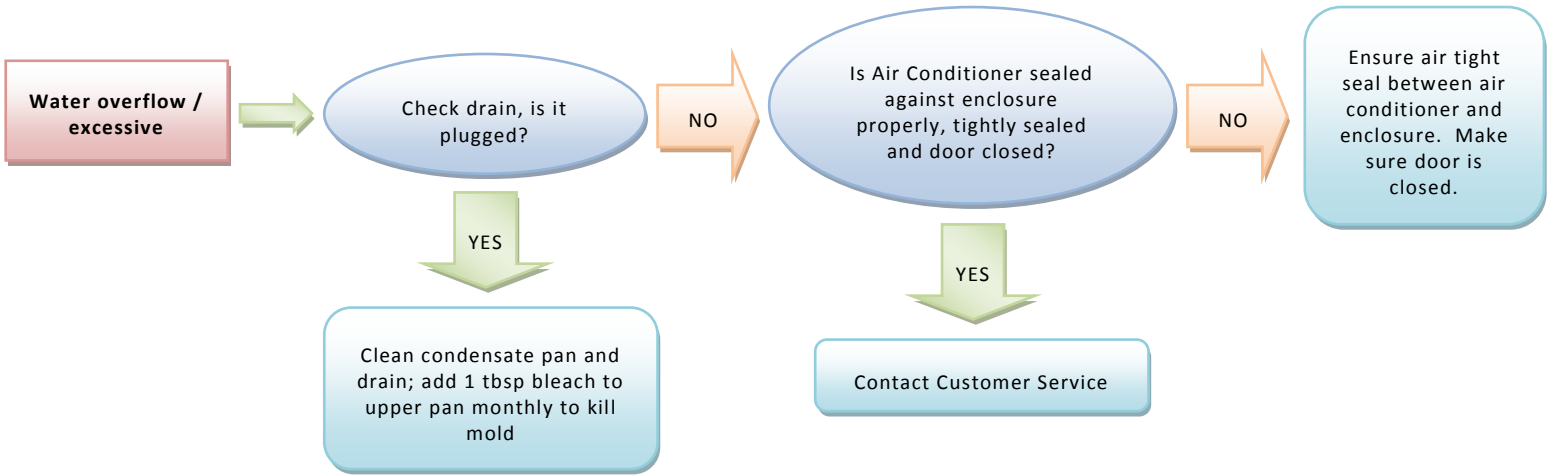 Water overflow /
excessive
Check drain, is it
plugged?
NO
Is Air Conditioner sealed
against enclosure
properly, tightly sealed
and door closed?
NO
Ensure air tight
seal between air
conditioner and
enclosure.  Make
sure door is
closed.
YES
YES
Clean condensate pan and
drain; add 1 tbsp bleach to
upper pan monthly to kill
mold
Contact Customer Service